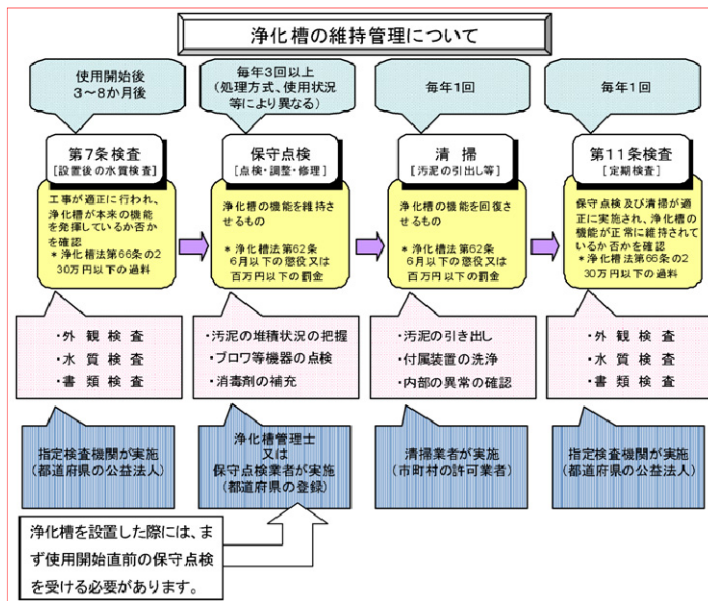 浄化槽の維持管理について
使用開始後
3～8か月後
毎年3回以上
(処理方式、使用状況
等により異なる)
毎年1回
毎年1回
第7条検査
[設置後の水質検査]
保守点検
[点検・調整・修理]
清 掃
[汚泥の引出し等]
第11条検査
[定期検査]
工事が適正に行われ、
浄化槽が本来の機能
を発揮しているか否か
を確認
＊浄化槽法第66条の2
30万円以下の過料
浄化槽の機能を維持さ
せるもの
＊浄化槽法第62条
6月以下の懲役又は
百万円以下の罰金
浄化槽の機能を回復さ
せるもの
＊浄化槽法第62条
6月以下の懲役又は
百万円以下の罰金
保守点検及び清掃が適
正に実施され、浄化槽の
機能が正常に維持されて
いるか否かを確認
＊浄化槽法第66条の2
30万円以下の過料
・外観検査
・水質検査
・書類検査
・汚泥の堆積状況の把握
・ブロワ等機器の点検
・消毒剤の補充
・汚泥の引き出し
・付属装置の洗浄
・内部の異常の確認
・外観検査
・水質検査
・書類検査
指定検査機関が実施
(都道府県の公益法人)
浄化槽管理士
又は
保守点検業者が実施
(都道府県の登録)
清掃業者が実施
(市町村の許可業者)
指定検査機関が実施
(都道府県の公益法人)
浄化槽を設置した際には、ま
ず使用開始直前の保守点検
を受ける必要があります。